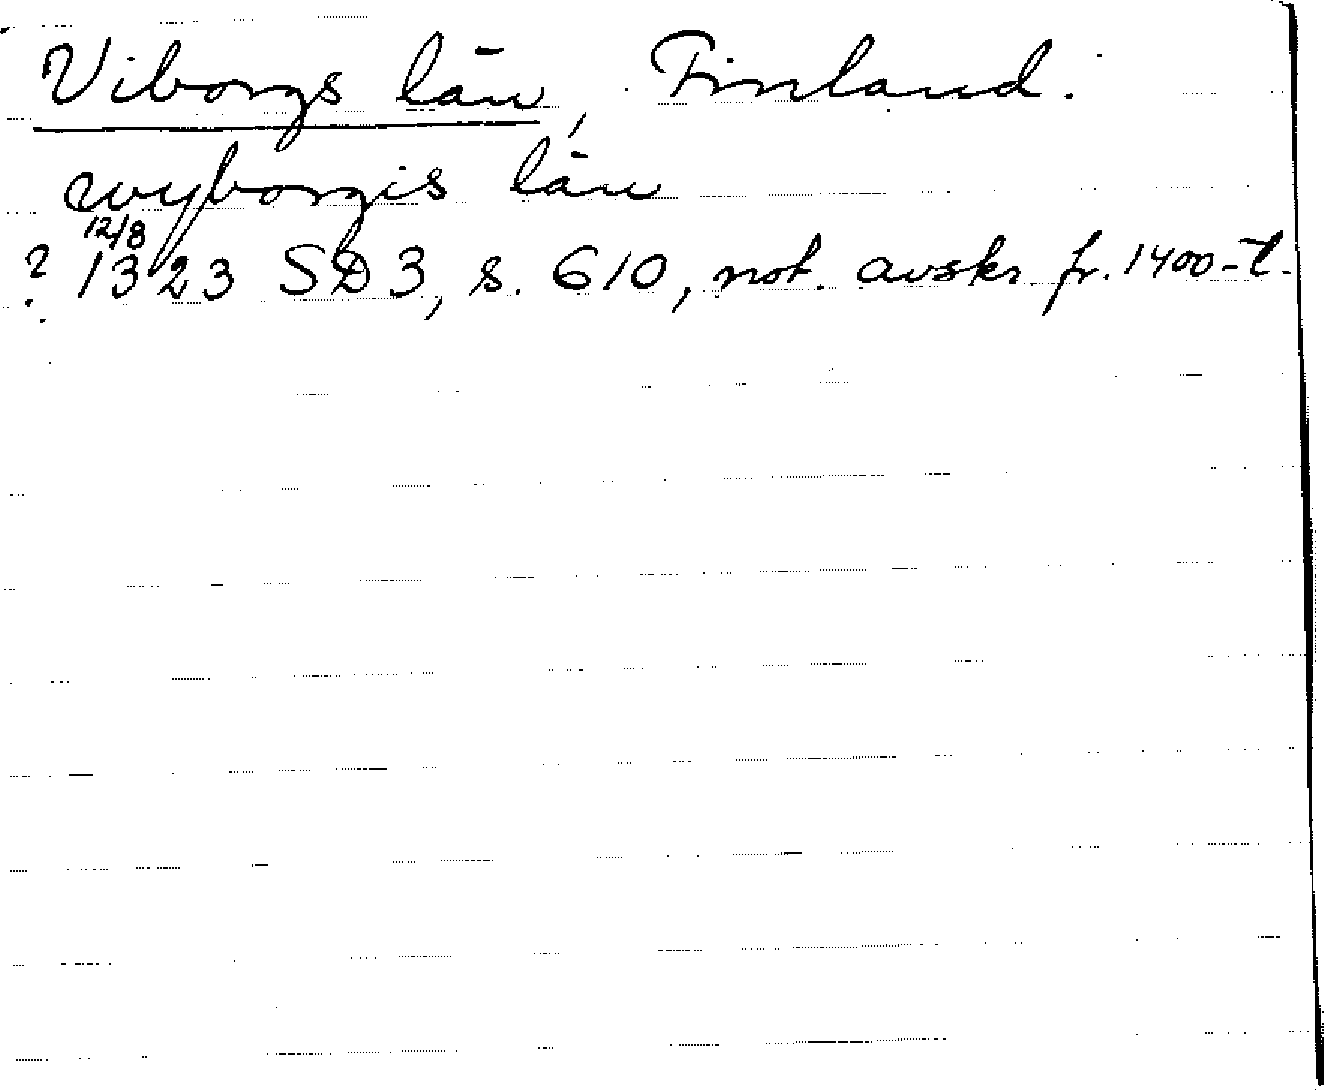 Viborgs län, Finland.
wyborgis län
12/8
? 1323 SD 3, s. 610, not. avskr. fr. 1400-t.